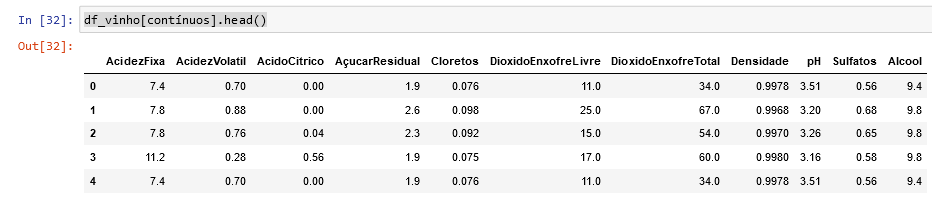 In [32]: df_vinho[contínuos].head()
Out[32]:
AcidezFixa AcidezVolatil AcidoCitrico AçucarResidual Cloretos DioxidoEnxofreLivre DioxidoEnxofreTotal Densidade pH Sulfatos Alcool
0 7.4 0.70 0.00 1.9 0.076 11.0 34.0 0.9978 3.51 0.56 9.4
1 7.8 0.88 0.00 2.6 0.098 25.0 67.0 0.9968 3.20 0.68 9.8
2 7.8 0.76 0.04 2.3 0.092 15.0 54.0 0.9970 3.26 0.65 9.8
3 11.2 0.28 0.56 1.9 0.075 17.0 60.0 0.9980 3.16 0.58 9.8
4 7.4 0.70 0.00 1.9 0.076 11.0 34.0 0.9978 3.51 0.56 9.4